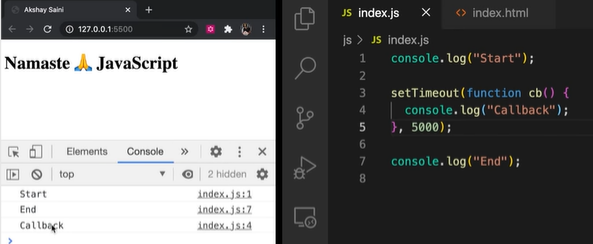 Akshay Saini
127.0.0.1:5500
Namaste 🙏 JavaScript
Elements Console »
top 2 hidden
Start index.js:1
End index.js:7
Callback index.js:4
JS index.js <> index.html
js > JS index.js
1 console.log("Start");
2
3 setTimeout(function cb() {
4 console.log("Callback");
5 }, 5000);
6
7 console.log("End");
8